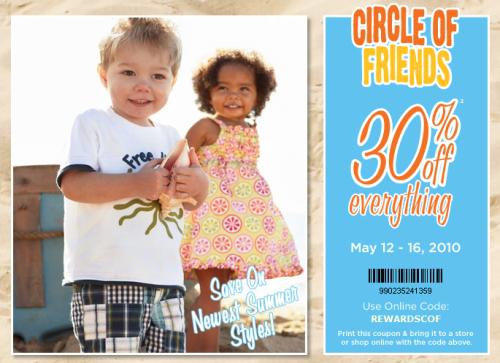 Free
Save On
Newest Summer
Styles!
CIRCLE OF
FRIENDS
30% off
everything
May 12 - 16, 2010
990235241359
Use Online Code:
REWARDSCOF
Print this coupon & bring it to a store
or shop online with the code above.